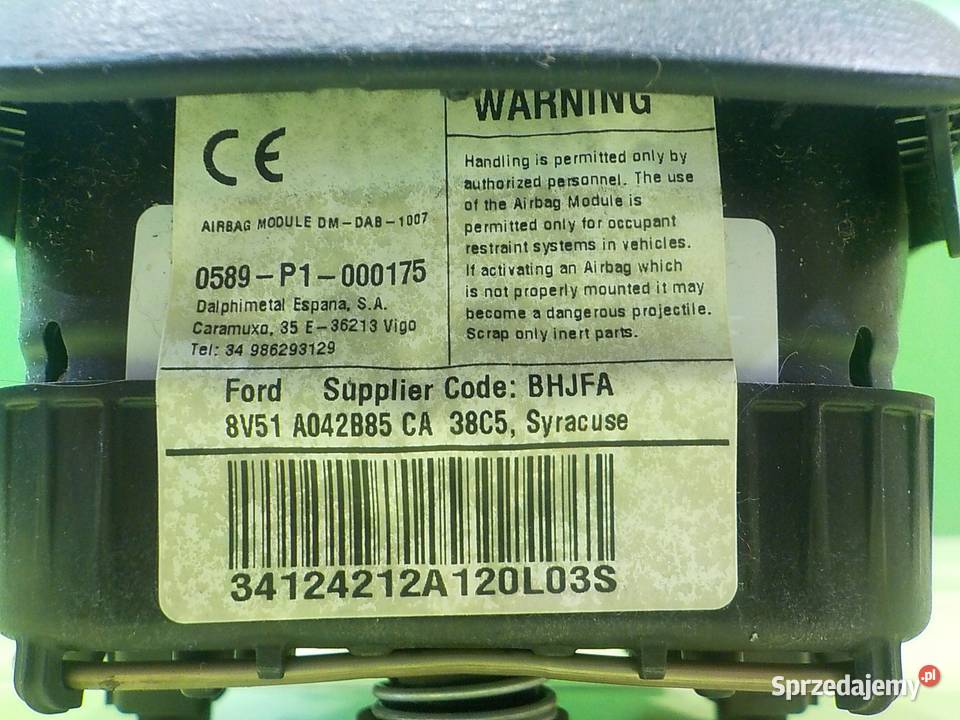 CE
AIRBAG MODULE DM-DAB-1007
0589-P1-000175
Dalphimetal Espana, S.A.
Caramuxo, 35 E-36213 Vigo
Tel: 34 986293129
WARNING
Handling is permitted only by
authorized personnel. The use
of the Airbag Module is
permitted only for occupant
restraint systems in vehicles.
If activating an Airbag which
is not properly mounted it may
become a dangerous projectile.
Scrap only inert parts.
Ford Supplier Code: BHJFA
8V51 A042B85 CA 38C5, Syracuse
34124212A120L03S
Sprzedajemy.pl